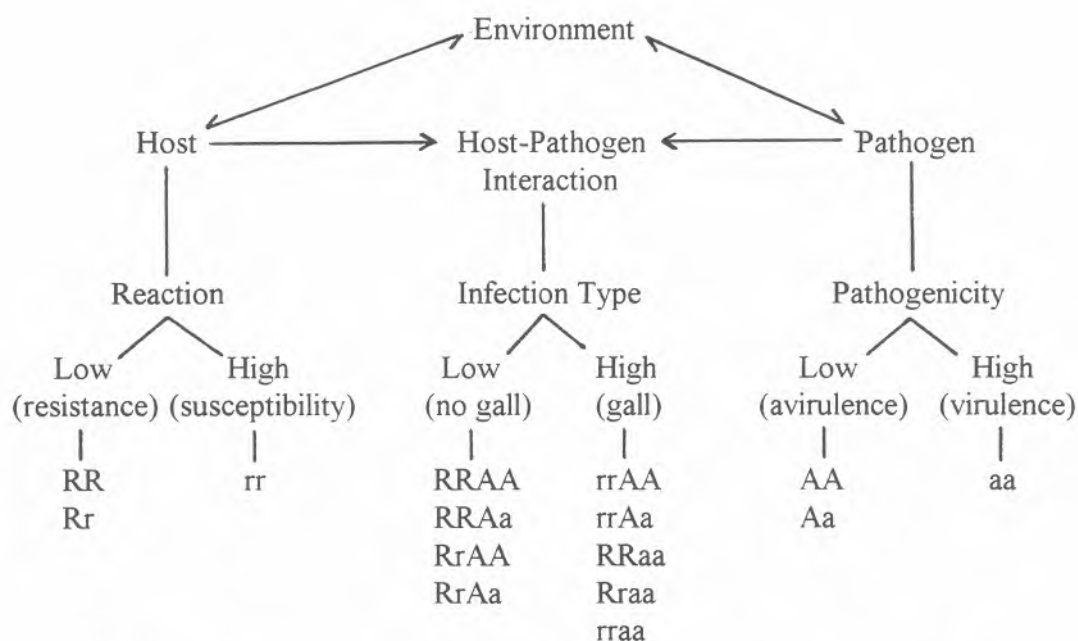 Environment
Host
Host-Pathogen
Interaction
Pathogen
Reaction
Infection Type
Pathogenicity
Low
(resistance)
RR
Rr
High
(susceptibility)
rr
Low
(no gall)
RRAA
RRAa
RrAA
RrAa
High
(gall)
rrAA
rrAa
RRaa
Rraa
rraa
Low
(avirulence)
AA
Aa
High
(virulence)
aa